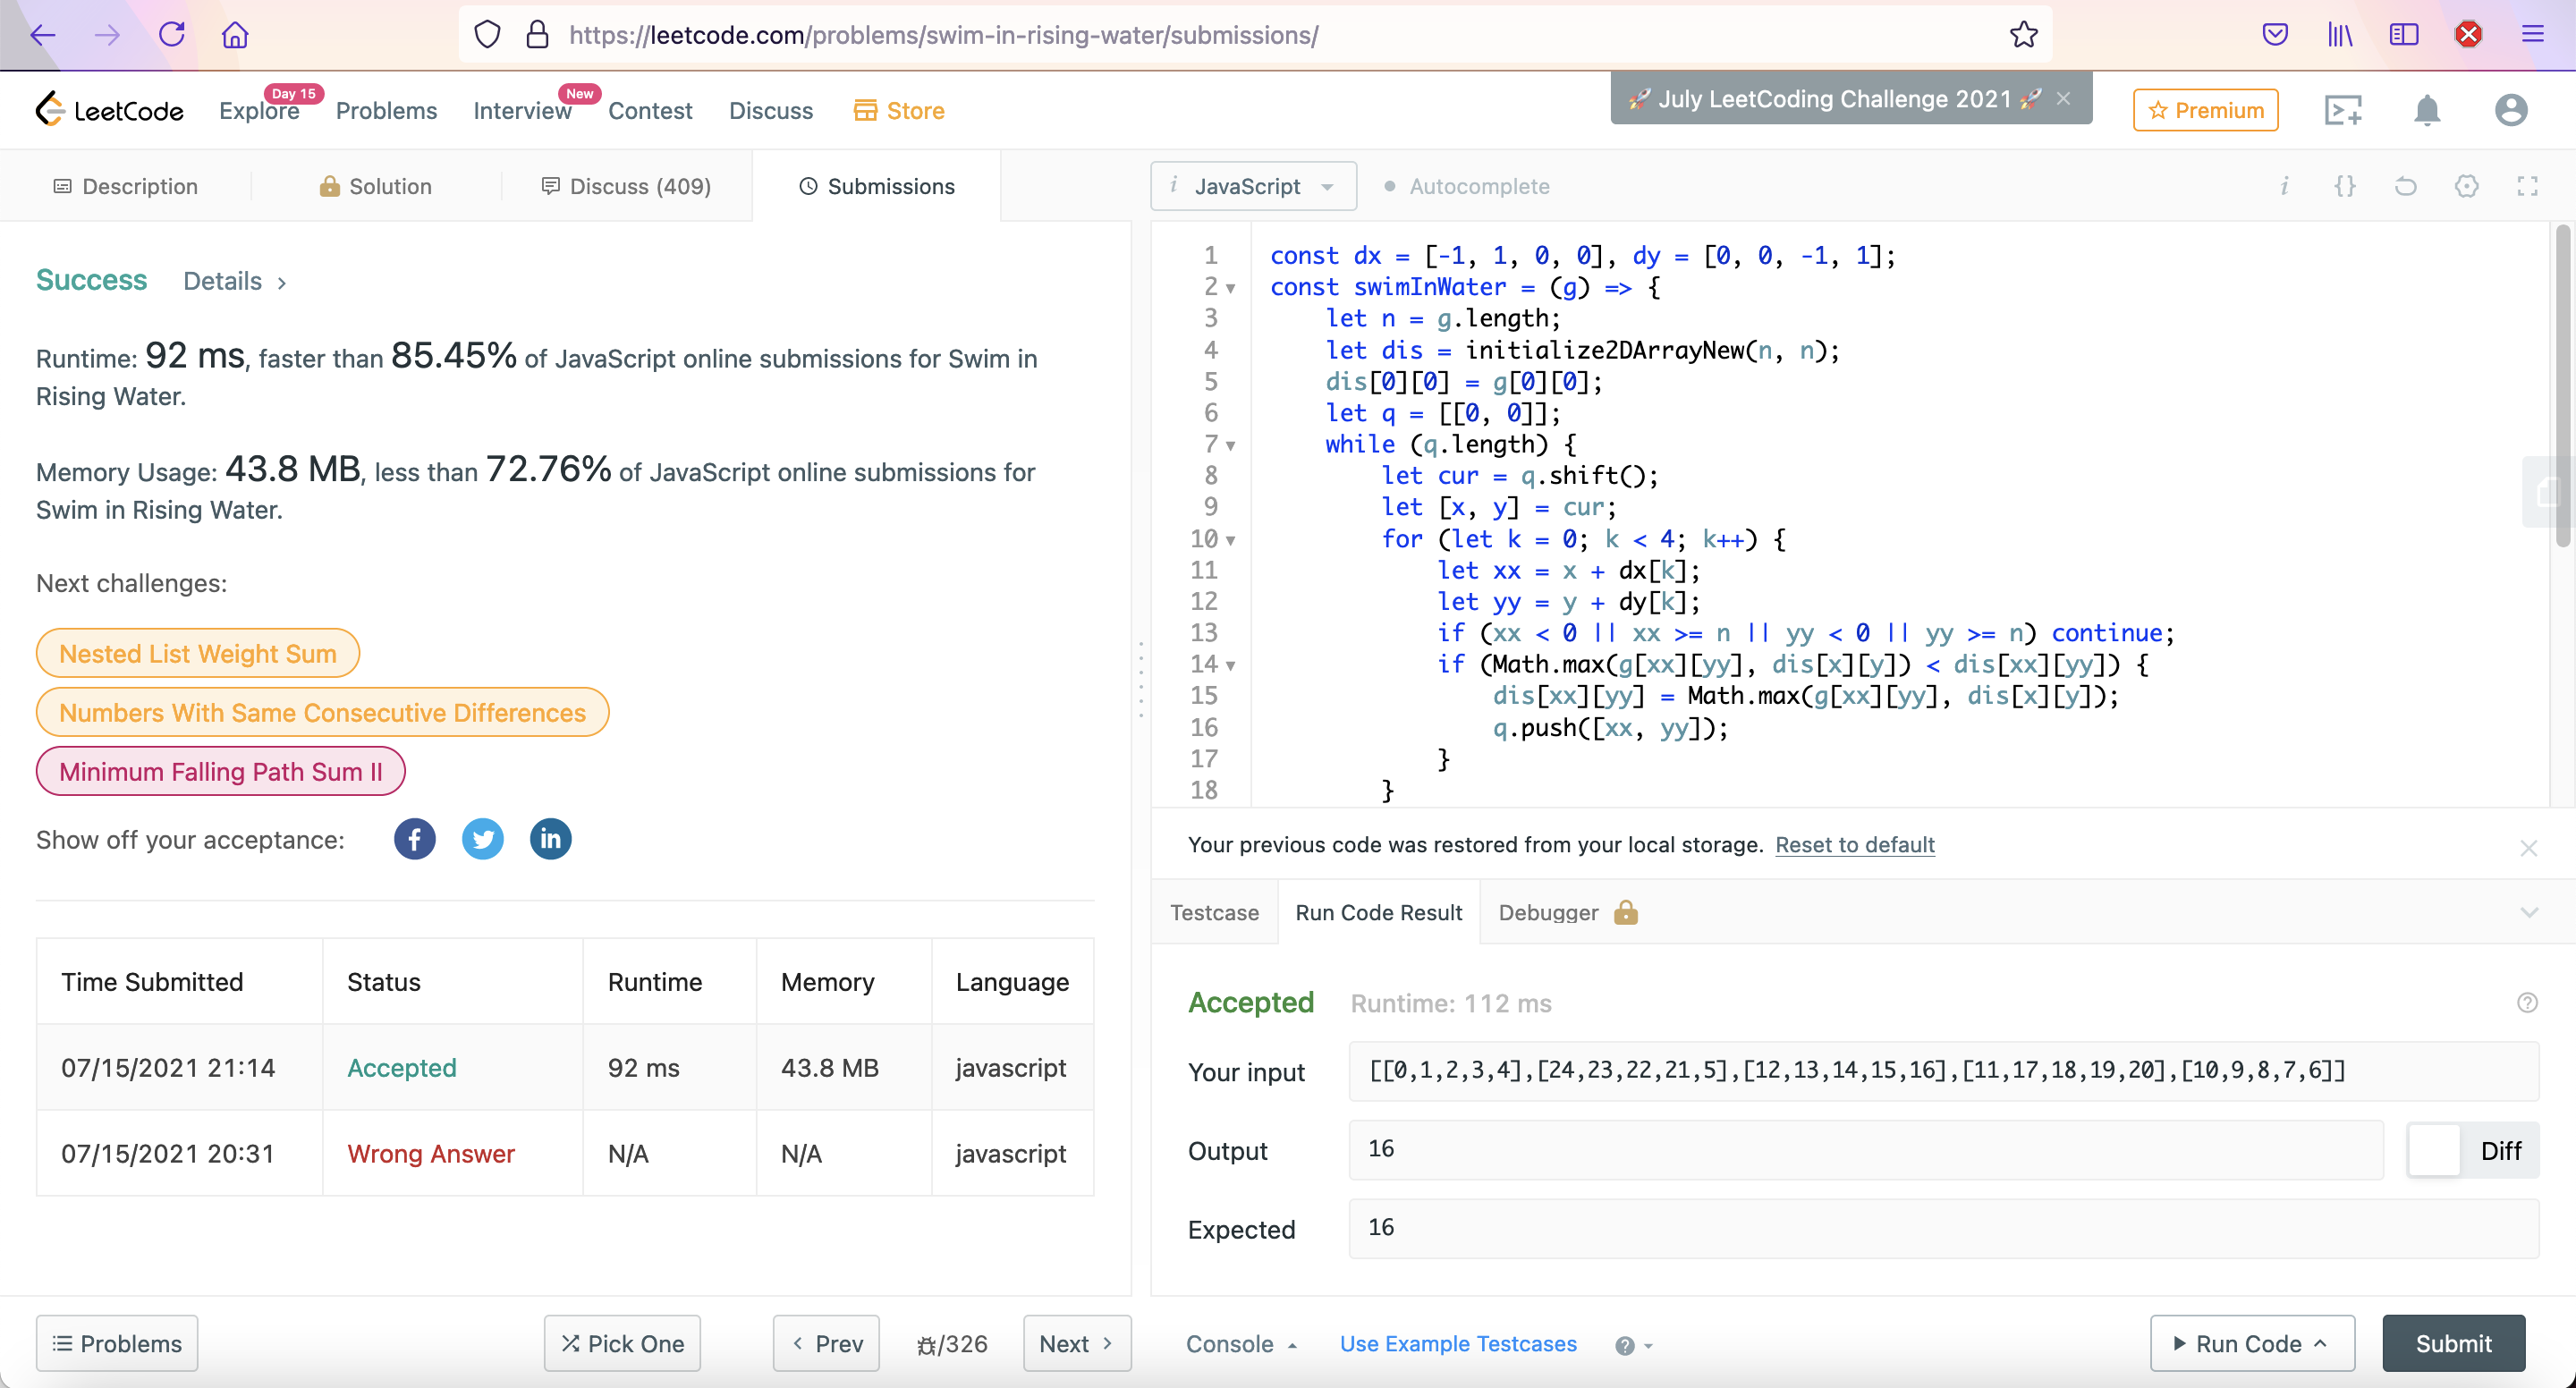 https://leetcode.com/problems/swim-in-rising-water/submissions/
LeetCode
Explore
Day 15
Problems
Interview
New
Contest
Discuss
Store
🚀 July LeetCoding Challenge 2021 🚀 ×
Premium
Description
Solution
Discuss (409)
Submissions
i JavaScript
Autocomplete
Success Details >
Runtime: 92 ms, faster than 85.45% of JavaScript online submissions for Swim in
Rising Water.
Memory Usage: 43.8 MB, less than 72.76% of JavaScript online submissions for
Swim in Rising Water.
Next challenges:
Nested List Weight Sum
Numbers With Same Consecutive Differences
Minimum Falling Path Sum II
Show off your acceptance:
Time Submitted Status Runtime Memory Language
07/15/2021 21:14 Accepted 92 ms 43.8 MB javascript
07/15/2021 20:31 Wrong Answer N/A N/A javascript
1 const dx = [-1, 1, 0, 0], dy = [0, 0, -1, 1];
2 const swimInWater = (g) => {
3 let n = g.length;
4 let dis = initialize2DArrayNew(n, n);
5 dis[0][0] = g[0][0];
6 let q = [[0, 0]];
7 while (q.length) {
8 let cur = q.shift();
9 let [x, y] = cur;
10 for (let k = 0; k < 4; k++) {
11 let xx = x + dx[k];
12 let yy = y + dy[k];
13 if (xx < 0 || xx >= n || yy < 0 || yy >= n) continue;
14 if (Math.max(g[xx][yy], dis[x][y]) < dis[xx][yy]) {
15 dis[xx][yy] = Math.max(g[xx][yy], dis[x][y]);
16 q.push([xx, yy]);
17 }
18 }
Your previous code was restored from your local storage. Reset to default
Testcase
Run Code Result
Debugger
Accepted Runtime: 112 ms
Your input [[0,1,2,3,4],[24,23,22,21,5],[12,13,14,15,16],[11,17,18,19,20],[10,9,8,7,6]]
Output 16
Diff
Expected 16
Problems
Pick One
Prev
/326
Next
Console
Use Example Testcases
Run Code
Submit